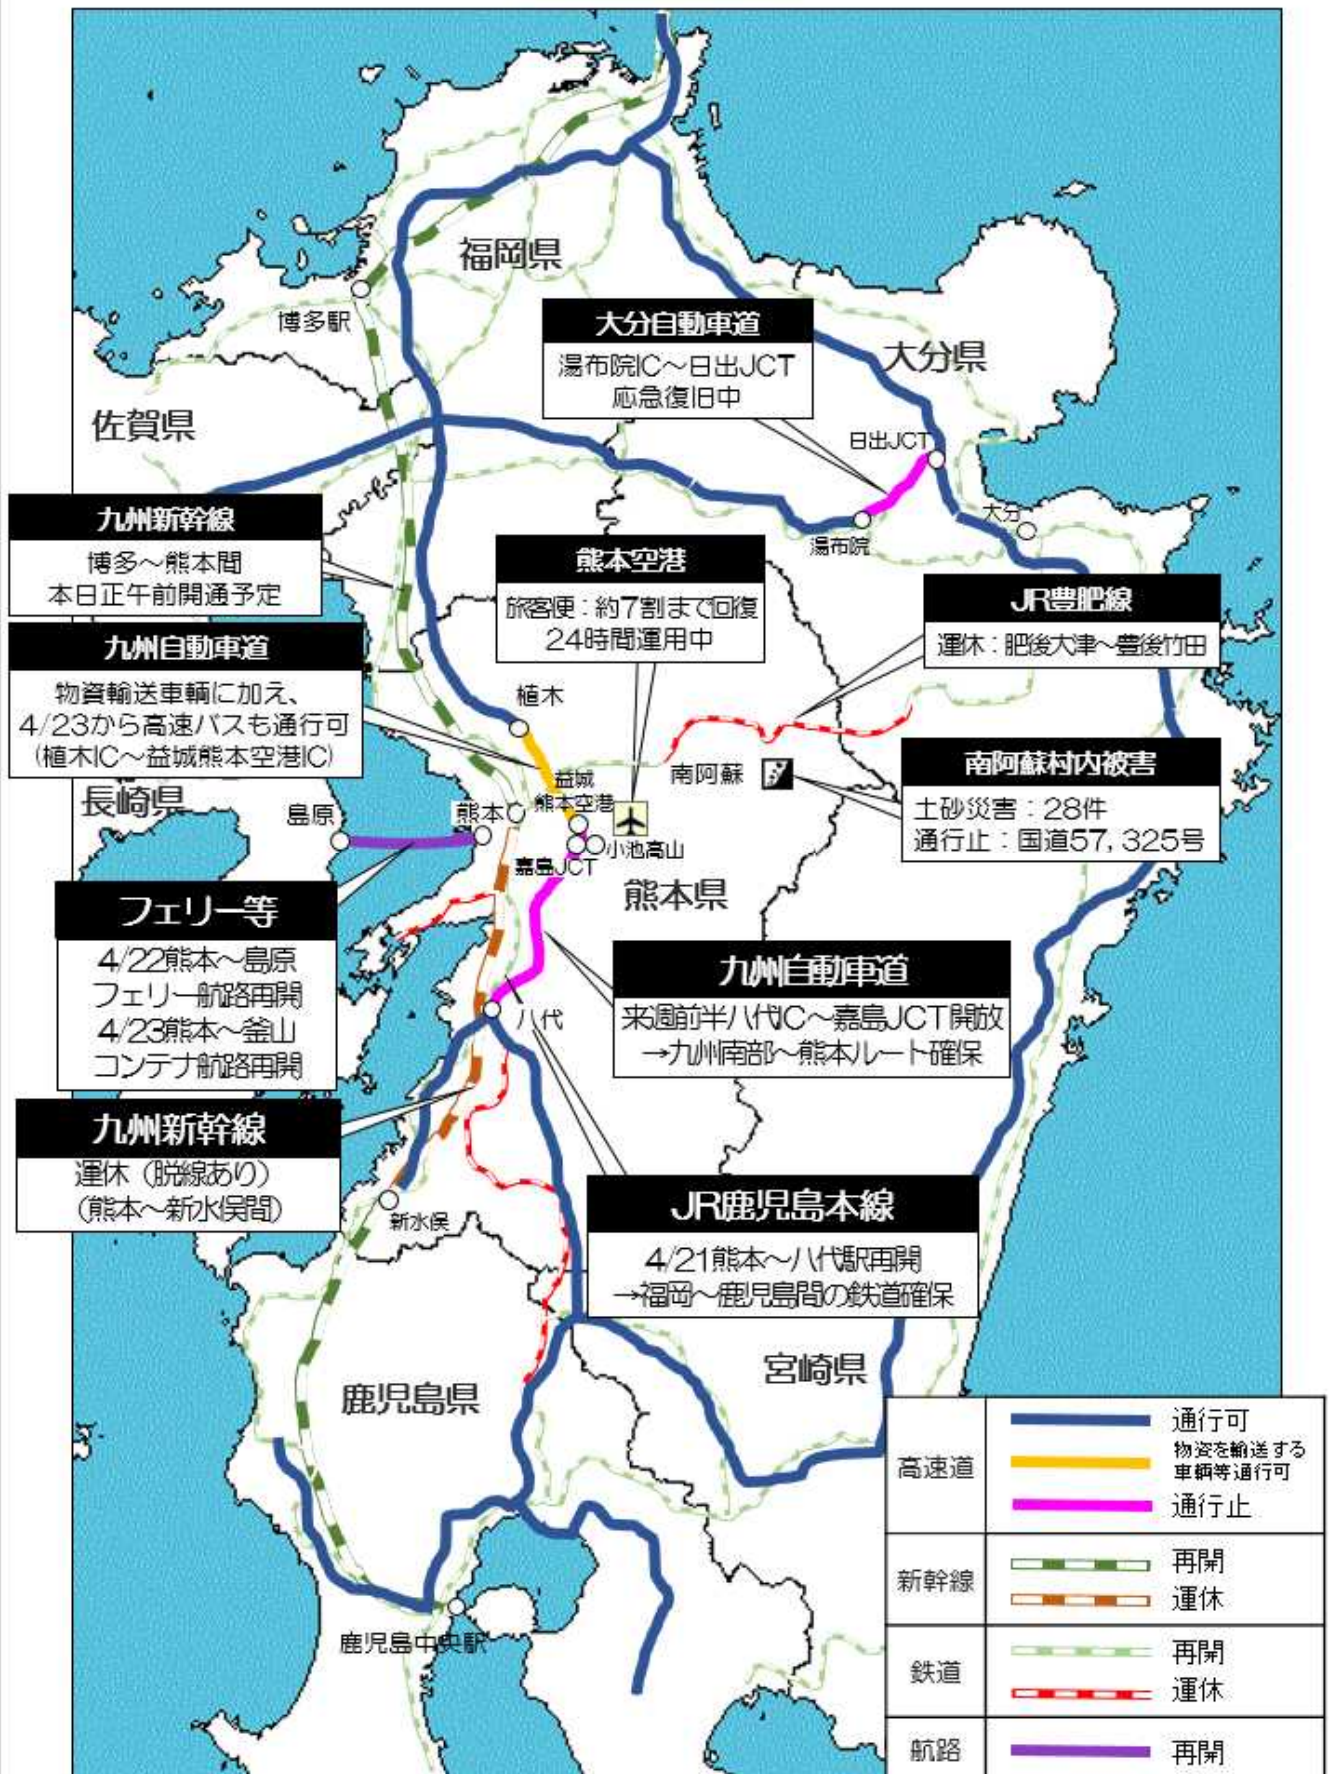 福岡県
博多駅
大分自動車道
湯布院IC～日出JCT
応急復旧中
大分県
佐賀県
日出JCT
大分
湯布院
九州新幹線
博多～熊本間
本日正午前開通予定
熊本空港
旅客便：約7割まで回復
24時間運用中
JR豊肥線
運休：肥後大津～豊後竹田
九州自動車道
物資輸送車輌に加え、
4/23から高速バスも通行可
(植木IC～益城熊本空港IC)
植木
南阿蘇
南阿蘇村内被害
土砂災害：28件
通行止：国道57, 325号
長崎県
島原
熊本
益城
熊本空港
小池高山
嘉島JCT
熊本県
フェリー等
4/22熊本～島原
フェリー航路再開
4/23熊本～釜山
コンテナ航路再開
九州自動車道
来週前半八代IC～嘉島JCT開放
→九州南部～熊本ルート確保
八代
九州新幹線
運休（脱線あり）
(熊本～新水俣間)
新水俣
JR鹿児島本線
4/21熊本～八代駅再開
→福岡～鹿児島間の鉄道確保
宮崎県
鹿児島県
鹿児島中央駅
高速道
通行可
物資を輸送する
車輌等通行可
通行止
新幹線
再開
運休
鉄道
再開
運休
航路
再開